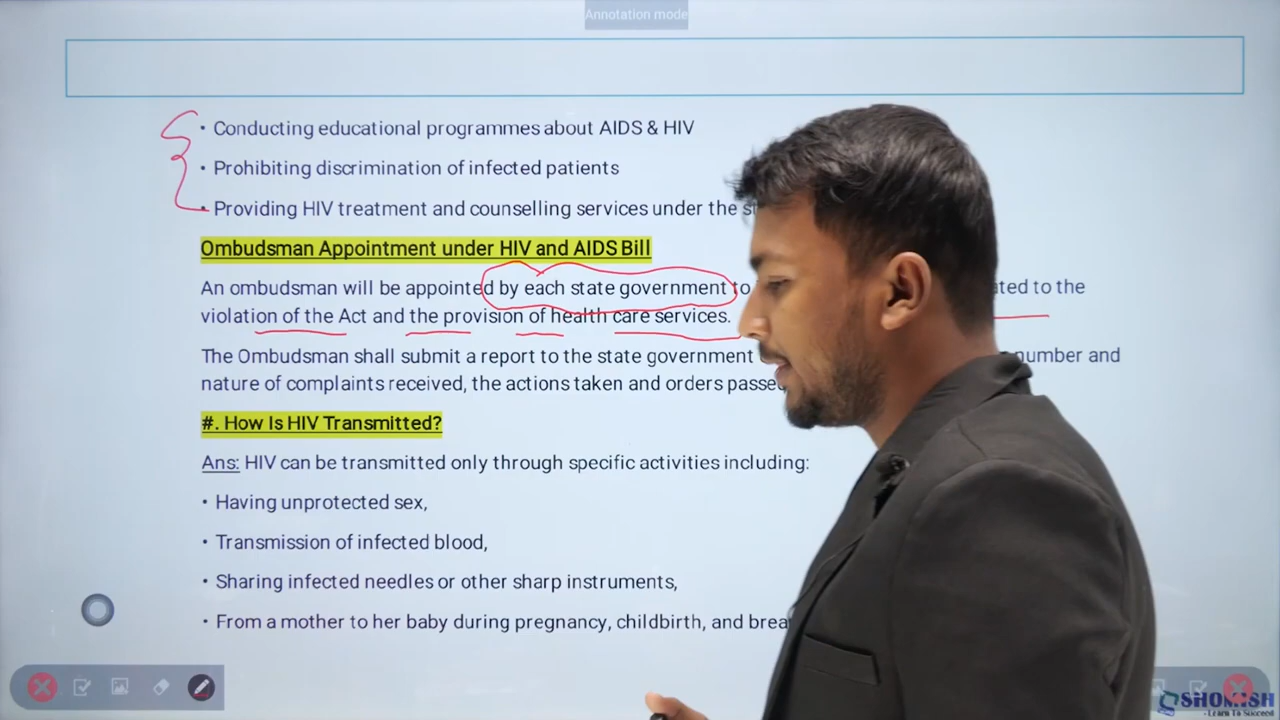 Annotation mode
• Conducting educational programmes about AIDS & HIV
• Prohibiting discrimination of infected patients
• Providing HIV treatment and counselling services under the
Ombudsman Appointment under HIV and AIDS Bill
An ombudsman will be appointed by each state government to to the
violation of the Act and the provision of health care services.
The Ombudsman shall submit a report to the state government number and
nature of complaints received, the actions taken and orders
#. How Is HIV Transmitted?
Ans: HIV can be transmitted only through specific activities including:
• Having unprotected sex,
• Transmission of infected blood,
• Sharing infected needles or other sharp instruments,
• From a mother to her baby during pregnancy, childbirth, and
SHOMISH
- Learn To Succeed